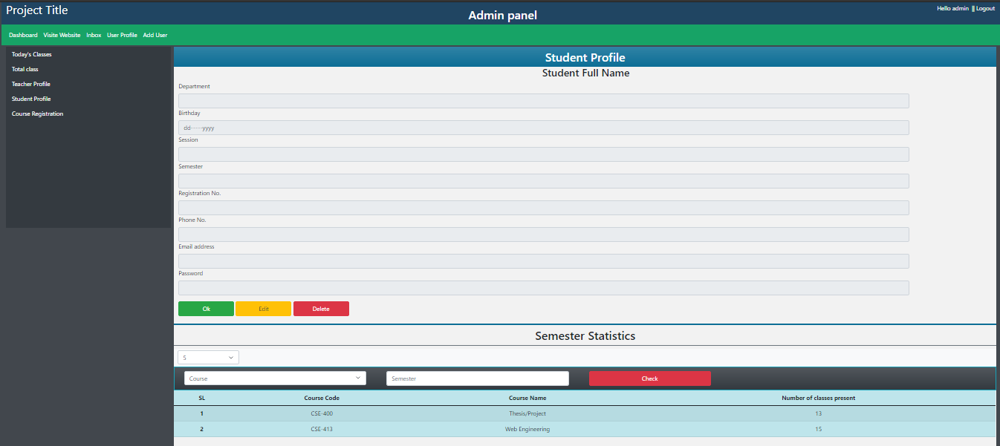 Project Title
Admin panel
Hello admin Logout
Dashboard Visite Website Inbox User Profile Add User
Today's Classes
Total class
Teacher Profile
Student Profile
Course Registration
Student Profile
Student Full Name
Department
Birthday
dd-----yyyy
Session
Semester
Registration No.
Phone No.
Email address
Password
Ok Edit Delete
Semester Statistics
5
Course Semester Check
SL Course Code Course Name Number of classes present
1 CSE-400 Thesis/Project 13
2 CSE-413 Web Engineering 15